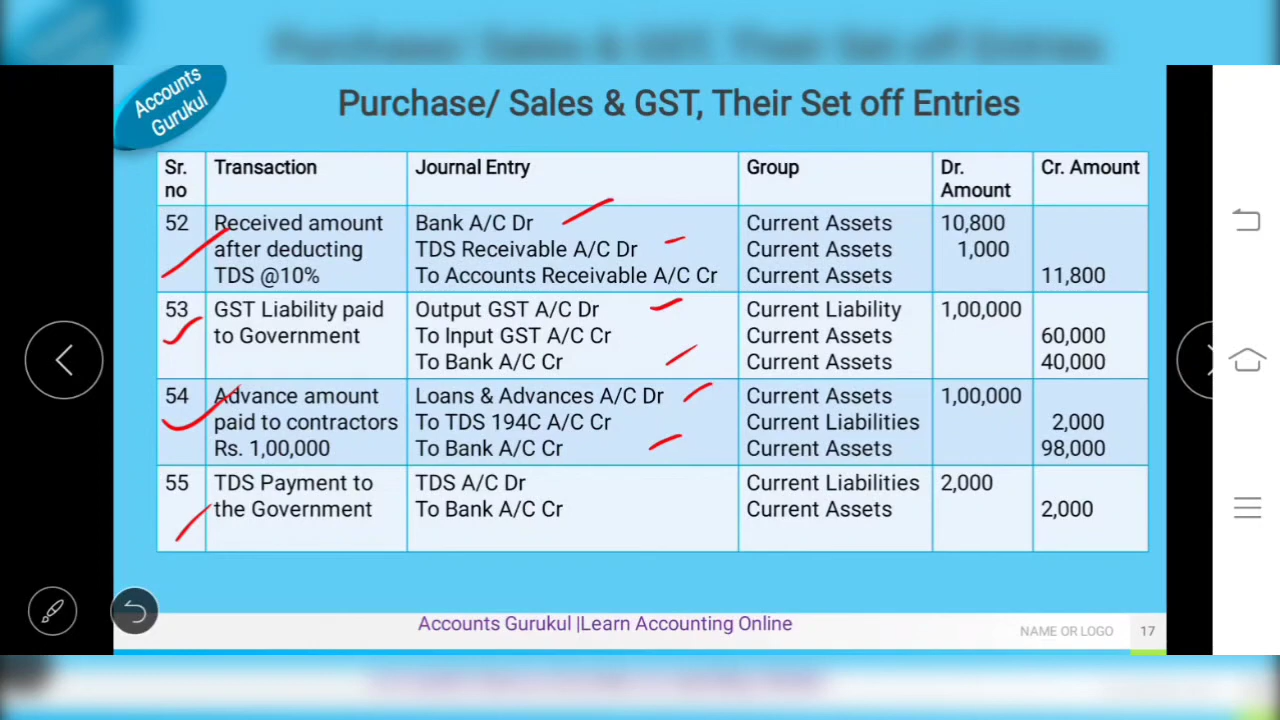 Accounts
Gurukul
Purchase/ Sales & GST, Their Set off Entries
Sr. no Transaction Journal Entry Group Dr. Amount Cr. Amount
52 Received amount Bank A/C Dr Current Assets 10,800
after deducting TDS Receivable A/C Dr Current Assets 1,000
TDS @10% To Accounts Receivable A/C Cr Current Assets 11,800
53 GST Liability paid Output GST A/C Dr Current Liability 1,00,000
to Government To Input GST A/C Cr Current Assets 60,000
To Bank A/C Cr Current Assets 40,000
54 Advance amount Loans & Advances A/C Dr Current Assets 1,00,000
paid to contractors To TDS 194C A/C Cr Current Liabilities 2,000
Rs. 1,00,000 To Bank A/C Cr Current Assets 98,000
55 TDS Payment to TDS A/C Dr Current Liabilities 2,000
the Government To Bank A/C Cr Current Assets 2,000
Accounts Gurukul |Learn Accounting Online
NAME OR LOGO 17